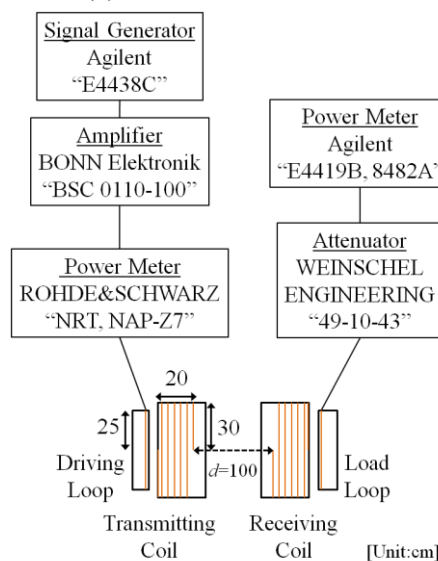 Signal Generator
Agilent
“E4438C”
Amplifier
BONN Elektronik
“BSC 0110-100”
Power Meter
ROHDE&SCHWARZ
“NRT, NAP-Z7”
Power Meter
Agilent
“E4419B, 8482A”
Attenuator
WEINSCHEL
ENGINEERING
“49-10-43”
20
25
30
d=100
Driving
Loop
Load
Loop
Transmitting
Coil
Receiving
Coil
[Unit:cm]